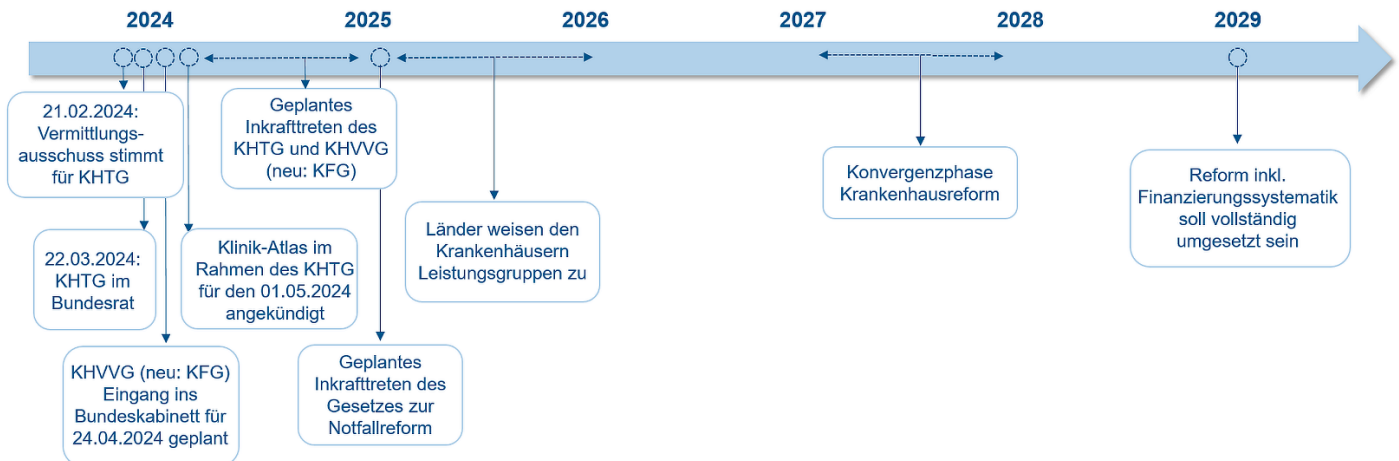 2024
2025
2026
2027
2028
2029
21.02.2024:
Vermittlungs-
ausschuss stimmt
für KHTG
22.03.2024:
KHTG im
Bundesrat
KHVVG (neu: KFG)
Eingang ins
Bundeskabinett für
24.04.2024 geplant
Klinik-Atlas im
Rahmen des KHTG
für den 01.05.2024
angekündigt
Geplantes
Inkrafttreten des
KHTG und KHVVG
(neu: KFG)
Geplantes
Inkrafttreten des
Gesetzes zur
Notfallreform
Länder weisen den
Krankenhäusern
Leistungsgruppen zu
Konvergenzphase
Krankenhausreform
Reform inkl.
Finanzierungssystematik
soll vollständig
umgesetzt sein